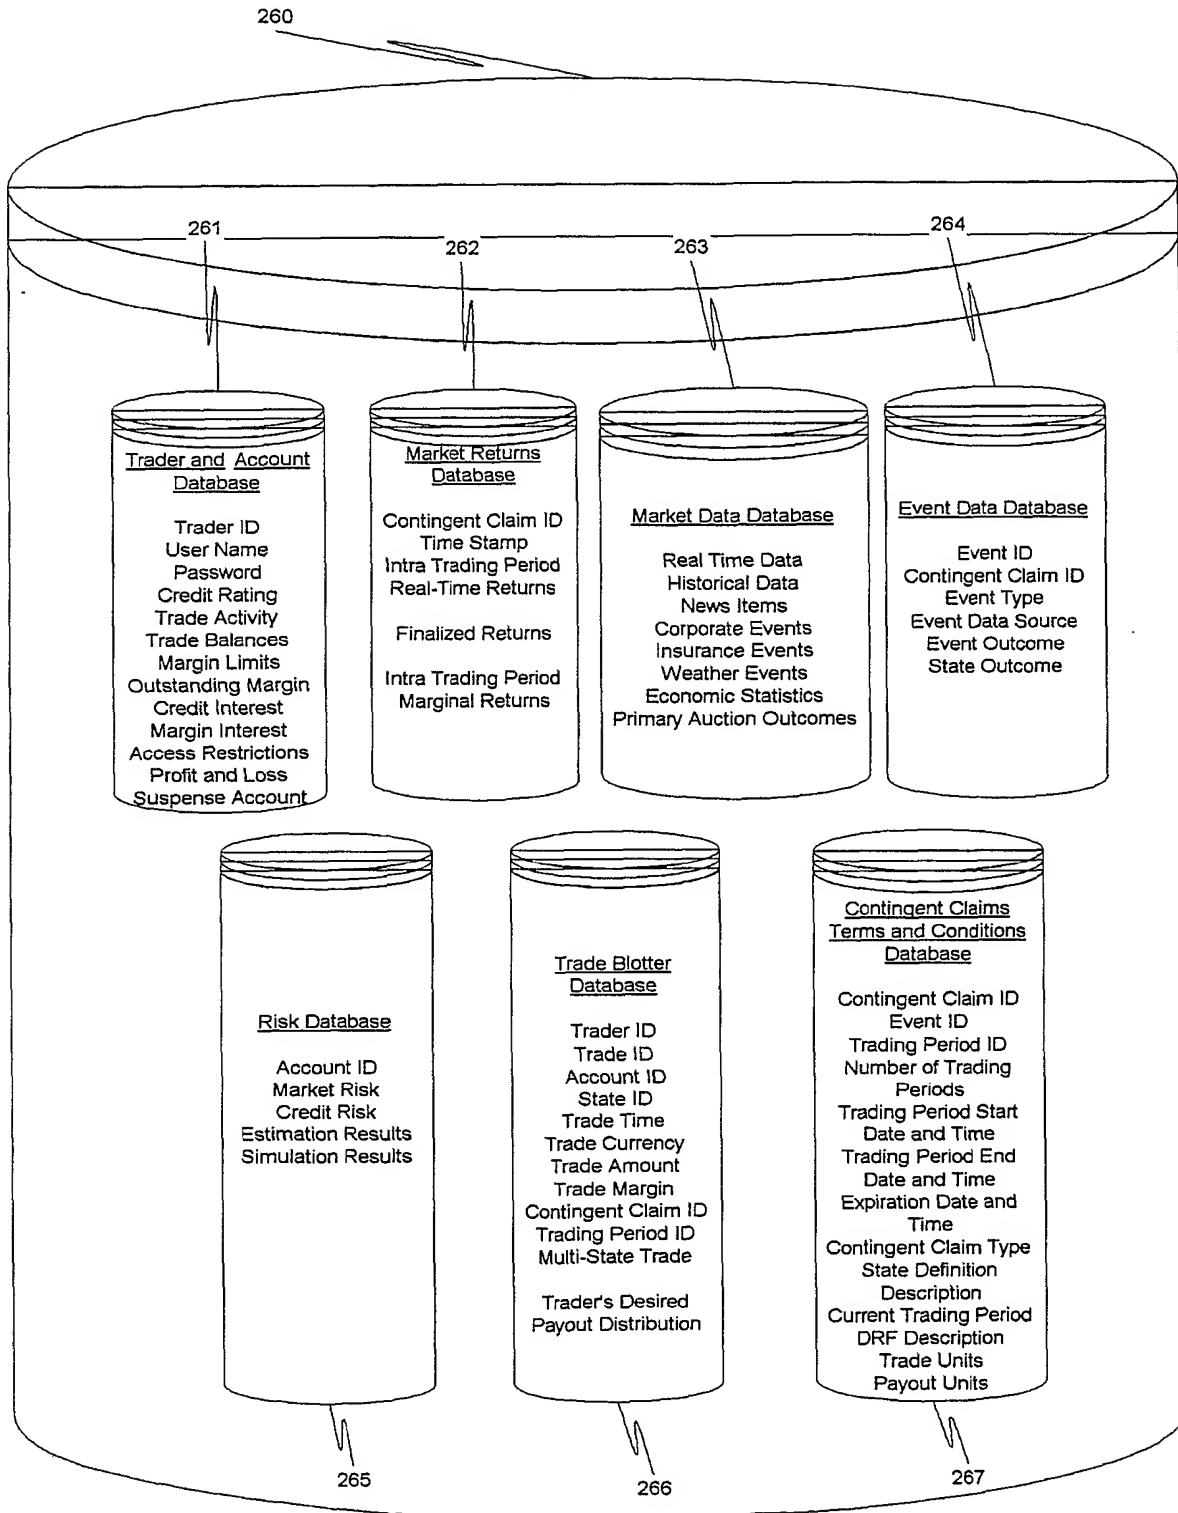 260
261
262
263
264
Trader and Account
Database
Trader ID
User Name
Password
Credit Rating
Trade Activity
Trade Balances
Margin Limits
Outstanding Margin
Credit Interest
Margin Interest
Access Restrictions
Profit and Loss
Suspense Account
Market Returns
Database
Contingent Claim ID
Time Stamp
Intra Trading Period
Real-Time Returns
Finalized Returns
Intra Trading Period
Marginal Returns
Market Data Database
Real Time Data
Historical Data
News Items
Corporate Events
Insurance Events
Weather Events
Economic Statistics
Primary Auction Outcomes
Event Data Database
Event ID
Contingent Claim ID
Event Type
Event Data Source
Event Outcome
State Outcome
Risk Database
Account ID
Market Risk
Credit Risk
Estimation Results
Simulation Results
Trade Blotter
Database
Trader ID
Trade ID
Account ID
State ID
Trade Time
Trade Currency
Trade Amount
Trade Margin
Contingent Claim ID
Trading Period ID
Multi-State Trade
Trader's Desired
Payout Distribution
Contingent Claims
Terms and Conditions
Database
Contingent Claim ID
Event ID
Trading Period ID
Number of Trading
Periods
Trading Period Start
Date and Time
Trading Period End
Date and Time
Expiration Date and
Time
Contingent Claim Type
State Definition
Description
Current Trading Period
DRF Description
Trade Units
Payout Units
265
266
267